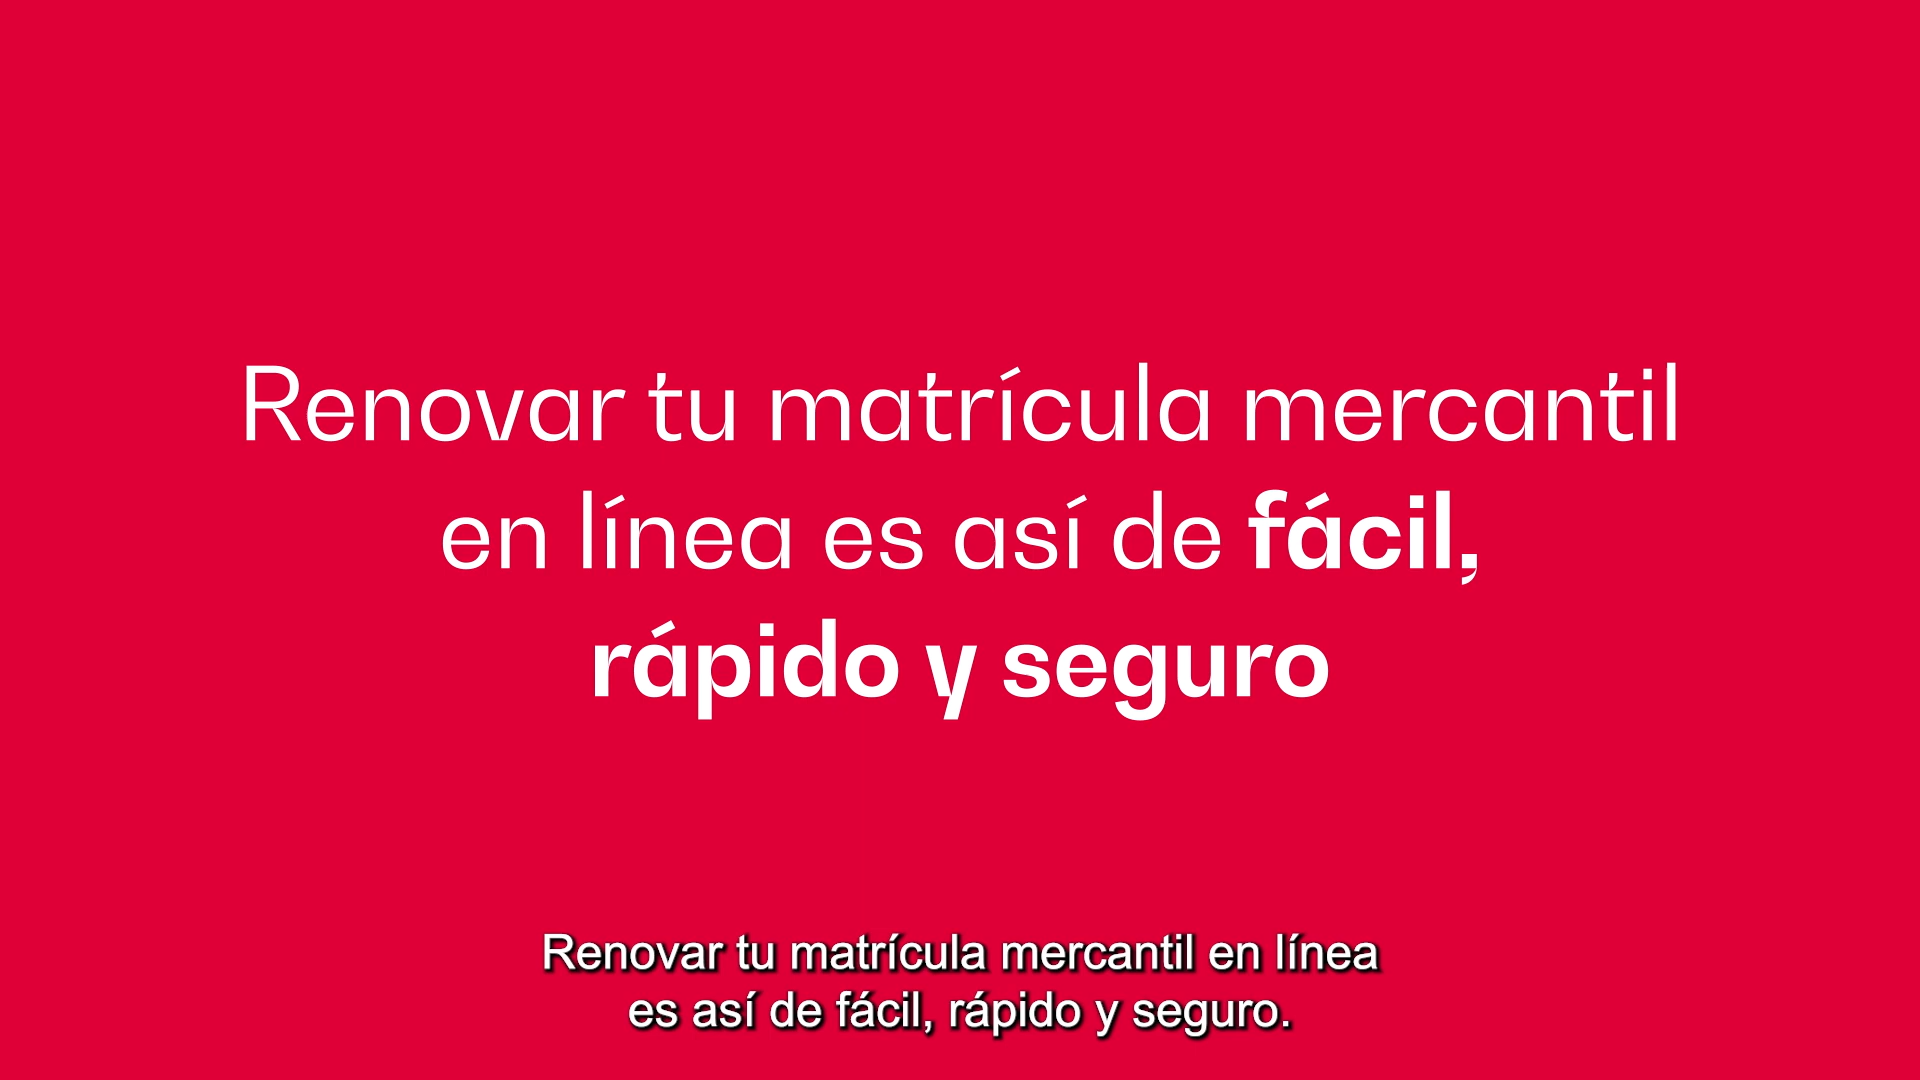 Renovar tu matrícula mercantil
en línea es así de fácil,
rápido y seguro
Renovar tu matrícula mercantil en línea
es así de fácil, rápido y seguro.